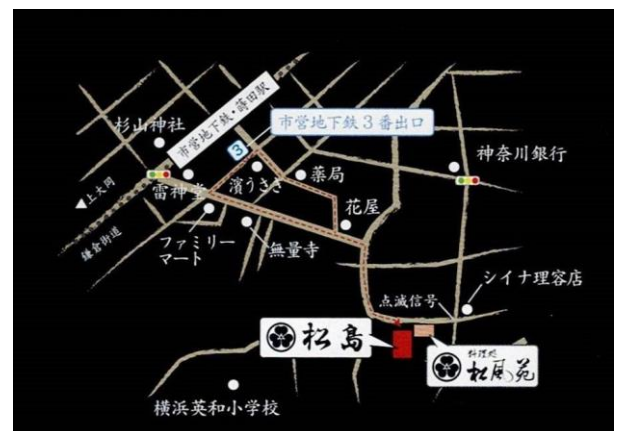 市営地下鉄・蒔田駅
杉山神社
市営地下鉄3番出口
3
神奈川銀行
雷神堂
濱うさぎ
薬局
上大岡
花屋
鎌倉街道
ファミリー
マート
無量寺
シイナ理容店
点滅信号
松島
料理処
松風苑
横浜英和小学校